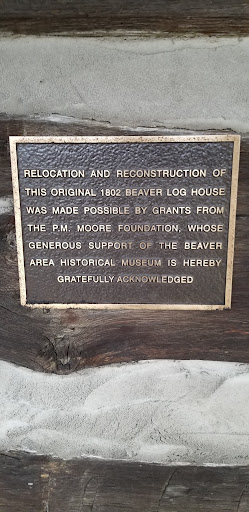 RELOCATION AND RECONSTRUCTION OF
THIS ORIGINAL 1802 BEAVER LOG HOUSE
WAS MADE POSSIBLE BY GRANTS FROM
THE P.M. MOORE FOUNDATION, WHOSE
GENEROUS SUPPORT OF THE BEAVER
AREA HISTORICAL MUSEUM IS HEREBY
GRATEFULLY ACKNOWLEDGED